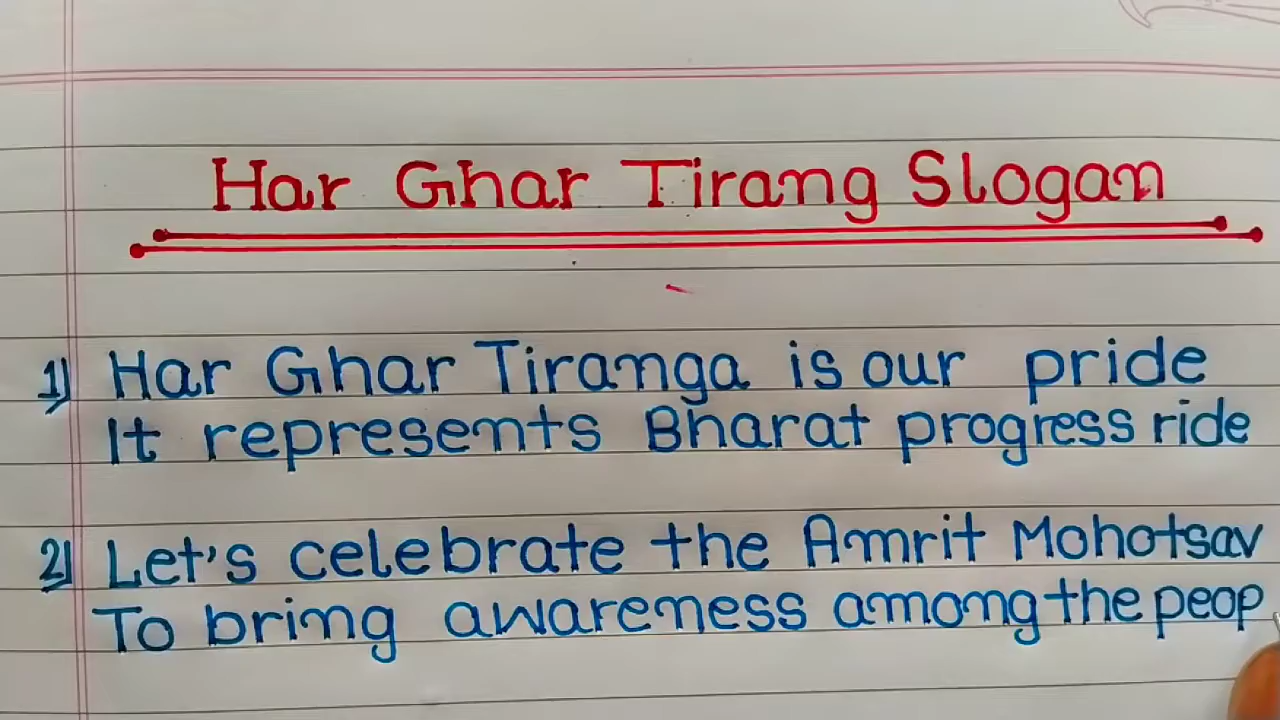 Har Ghar Tirang Slogan
1) Har Ghar Tiranga is our pride
It represents Bharat progress ride
2) Let's celebrate the Amrit Mohotsav
To bring awareness among the peop